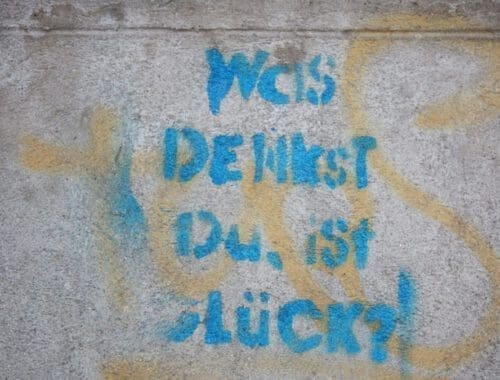 Was
DENKST
Du, ist
GLÜCK?